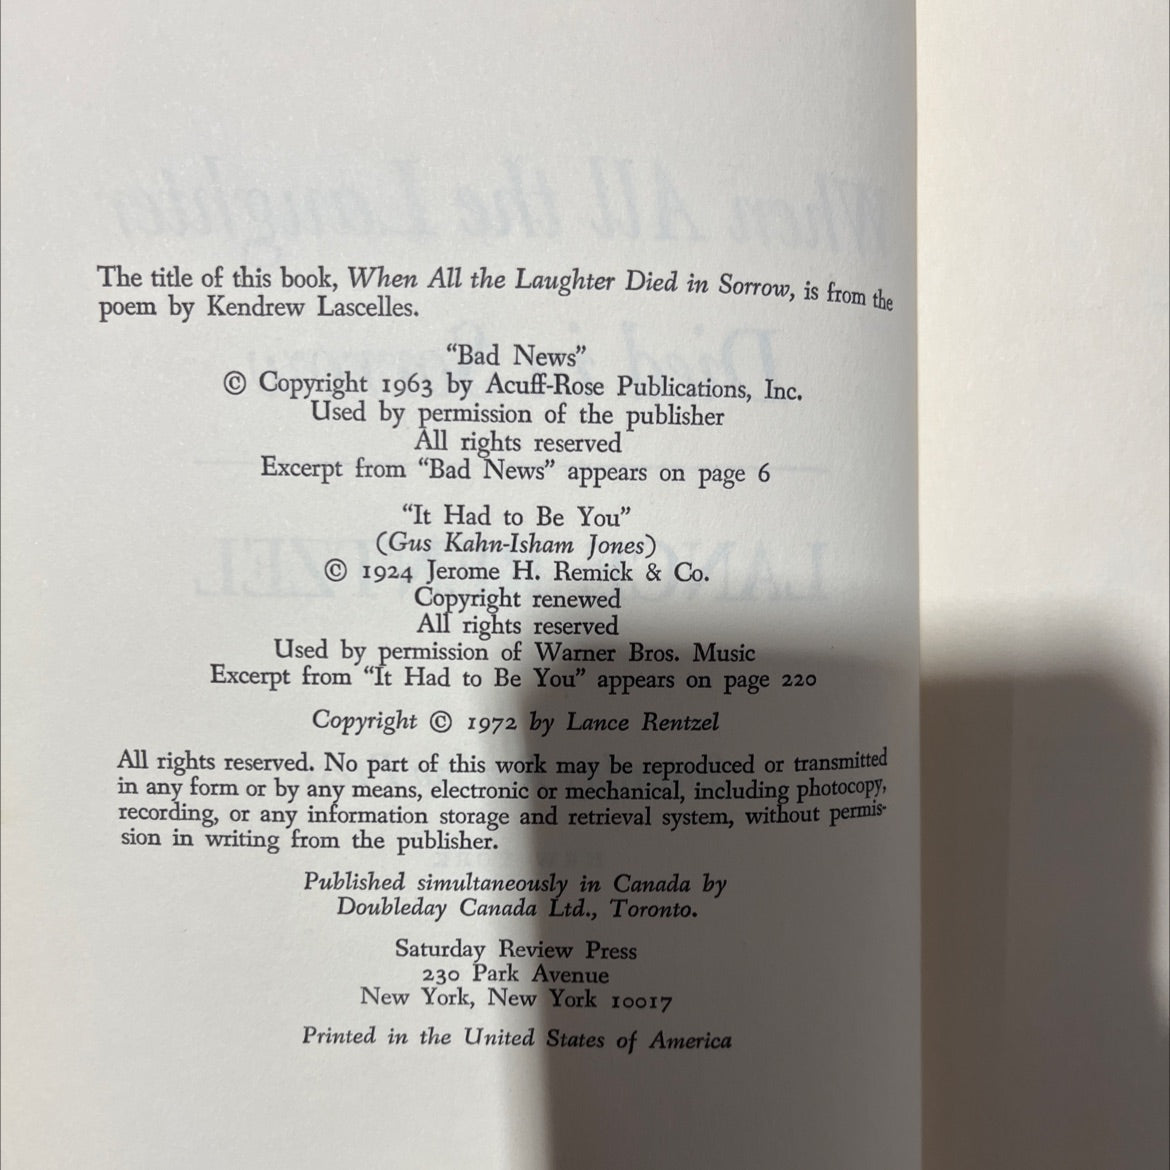 The title of this book, When All the Laughter Died in Sorrow, is from the
poem by Kendrew Lascelles.
“Bad News”
© Copyright 1963 by Acuff-Rose Publications, Inc.
Used by permission of the publisher
All rights reserved
Excerpt from “Bad News” appears on page 6
“It Had to Be You”
(Gus Kahn-Isham Jones)
© 1924 Jerome H. Remick & Co.
Copyright renewed
All rights reserved
Used by permission of Warner Bros. Music
Excerpt from “It Had to Be You” appears on page 220
Copyright © 1972 by Lance Rentzel
All rights reserved. No part of this work may be reproduced or transmitted
in any form or by any means, electronic or mechanical, including photocopy,
recording, or any information storage and retrieval system, without permis-
sion in writing from the publisher.
Published simultaneously in Canada by
Doubleday Canada Ltd., Toronto.
Saturday Review Press
230 Park Avenue
New York, New York 10017
Printed in the United States of America